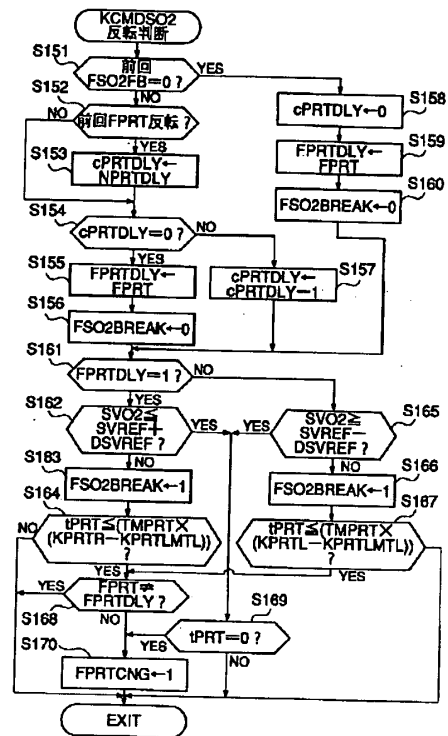 KCMDSO2
反転判断
S151
前回
FSO2FB=0?
YES
NO
S152
前回FPRT反転?
NO
YES
S153
cPRTDLY←
NPRTDLY
S158
cPRTDLY←0
S159
FPRTDLY←
FPRT
S160
FSO2BREAK←0
S154
cPRTDLY=0?
NO
YES
S155
FPRTDLY←
FPRT
S157
cPRTDLY←
cPRTDLY−1
S156
FSO2BREAK←0
S161
FPRTDLY=1?
NO
YES
S162
SVO2≦
SVREF+
DSVREF
?
YES
NO
S165
SVO2≧
SVREF−
DSVREF
?
YES
NO
S183
FSO2BREAK←1
S166
FSO2BREAK←1
S164
tPRT≦(TMPRT×
(KPRTR−KPRTLMTL))
?
NO
YES
S187
tPRT≦(TMPRT×
(KPRTL−KPRTLMTL))
?
YES
S168
FPRT≠
FPRTDLY?
YES
NO
S169
tPRT=0?
YES
NO
S170
FPRTCNG←1
EXIT